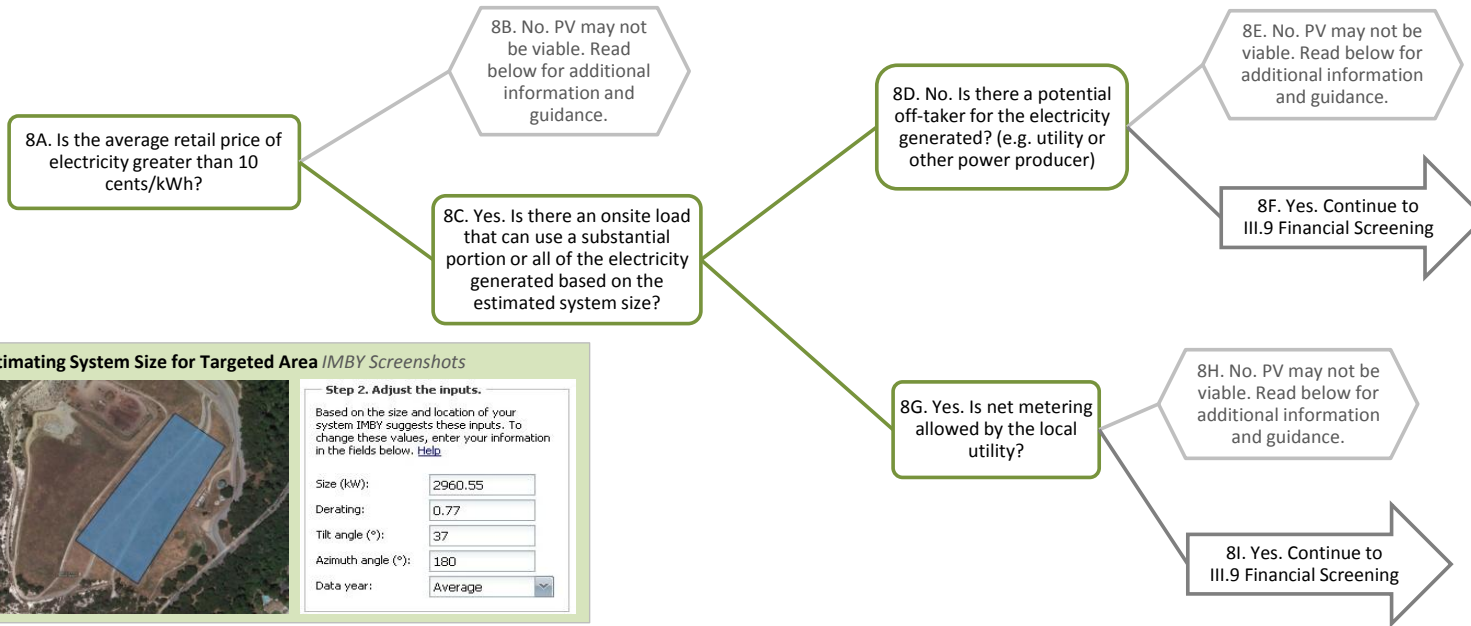 8A. Is the average retail price of
electricity greater than 10
cents/kWh?
8B. No. PV may not
be viable. Read
below for additional
information and
guidance.
8C. Yes. Is there an onsite load
that can use a substantial
portion or all of the electricity
generated based on the
estimated system size?
8D. No. Is there a potential
off-taker for the electricity
generated? (e.g. utility or
other power producer)
8E. No. PV may not be
viable. Read below for
additional information
and guidance.
8F. Yes. Continue to
III.9 Financial Screening
8G. Yes. Is net metering
allowed by the local
utility?
8H. No. PV may not be
viable. Read below for
additional information
and guidance.
8I. Yes. Continue to
III.9 Financial Screening
timating System Size for Targeted Area IMBY Screenshots
Step 2. Adjust the inputs.
Based on the size and location of your
system IMBY suggests these inputs. To
change these values, enter your information
in the fields below. Help
Size (kW): 2960.55
Derating: 0.77
Tilt angle (°): 37
Azimuth angle (°): 180
Data year: Average